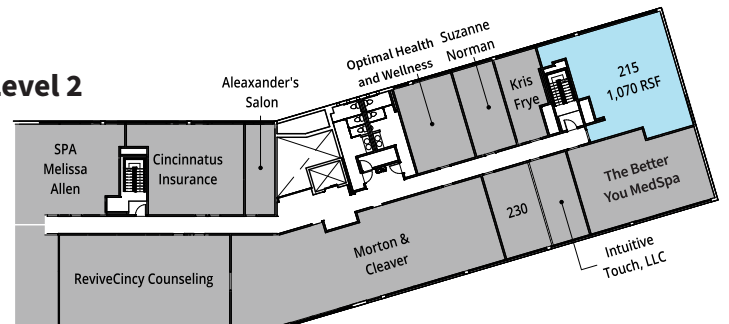 evel 2
Aleaxander's
Salon
Optimal Health
and Wellness
Suzanne
Norman
Kris
Frye
215
1,070 RSF
SPA
Melissa
Allen
Cincinnatus
Insurance
The Better
You MedSpa
230
Morton &
Cleaver
Intuitive
Touch, LLC
ReviveCincy Counseling